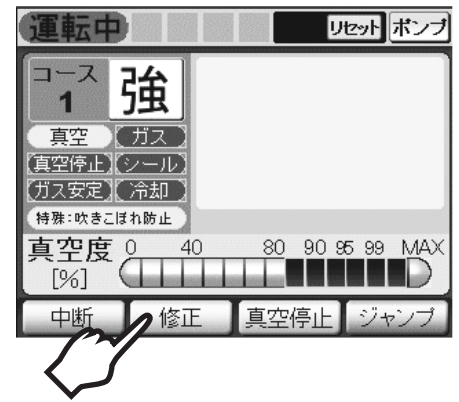 運転中 リセット ポンプ
コース 強
1
真空 ガス
真空停止 シール
ガス安定 冷却
特殊:吹きこぼれ防止
真空度 0 40 80 90 95 99 MAX
[%]
中断 修正 真空停止 ジャンプ